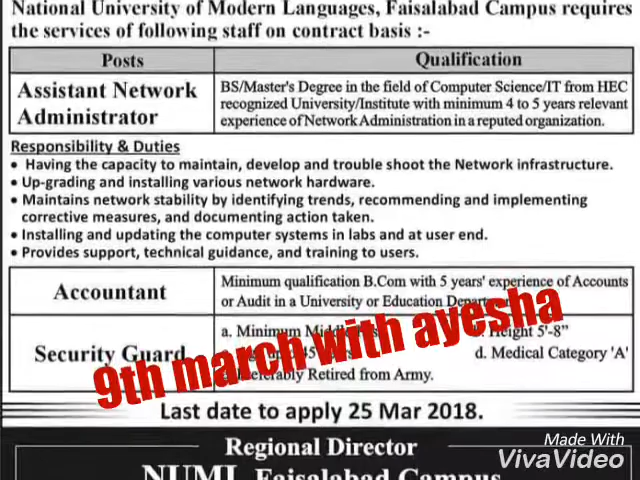 National University of Modern Languages, Faisalabad Campus requires
the services of following staff on contract basis :-
Posts
Qualification
Assistant Network
Administrator
BS/Master's Degree in the field of Computer Science/IT from HEC
recognized University/Institute with minimum 4 to 5 years relevant
experience of Network Administration in a reputed organization.
Responsibility & Duties
• Having the capacity to maintain, develop and trouble shoot the Network infrastructure.
• Up-grading and installing various network hardware.
• Maintains network stability by identifying trends, recommending and implementing
corrective measures, and documenting action taken.
• Installing and updating the computer systems in labs and at user end.
• Provides support, technical guidance, and training to users.
Accountant
Minimum qualification B.Com with 5 years' experience of Accounts
or Audit in a University or Education
Security Guard
a. Minimum
Height 5'-8”
d. Medical Category 'A'
Retired from Army.
9th march with ayesha
Last date to apply 25 Mar 2018.
Regional Director
NUML Faisalabad Campus
Made With
VivaVideo